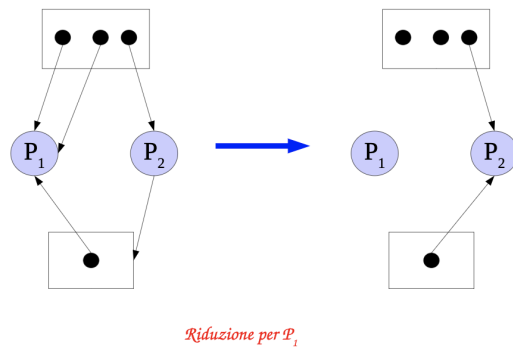 P₁ P₂ P₁ P₂
Riduzione per P₁